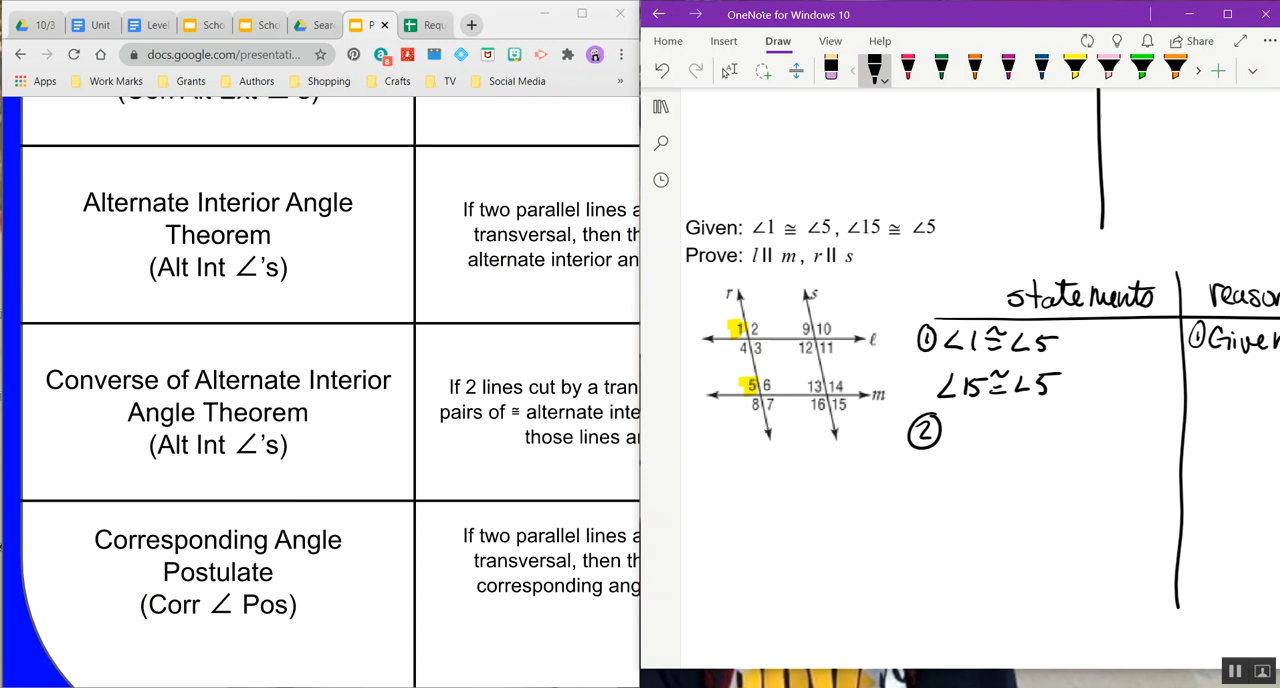 10/3
Unit
Level
Scho
Scho
Sear
P
Requ
OneNote for Windows 10
docs.google.com/presentati...
8
Apps
Work Marks
Grants
Authors
Shopping
Crafts
TV
Social Media
»
Home
Insert
Draw
View
Help
Share
Alternate Interior Angle
Theorem
(Alt Int ∠'s)
If two parallel lines a
transversal, then th
alternate interior an
Converse of Alternate Interior
Angle Theorem
(Alt Int ∠'s)
If 2 lines cut by a tran
pairs of ≅ alternate inte
those lines a
Corresponding Angle
Postulate
(Corr ∠ Pos)
If two parallel lines a
transversal, then th
corresponding ang
Given: ∠1 ≅ ∠5, ∠15 ≅ ∠5
Prove: l || m, r || s
r s
1 2 9 10
4 3 12 11 ℓ
5 6 13 14
8 7 16 15 m
statements reaso
① ∠1 ≅ ∠5 ① Given
∠15 ≅ ∠5
②